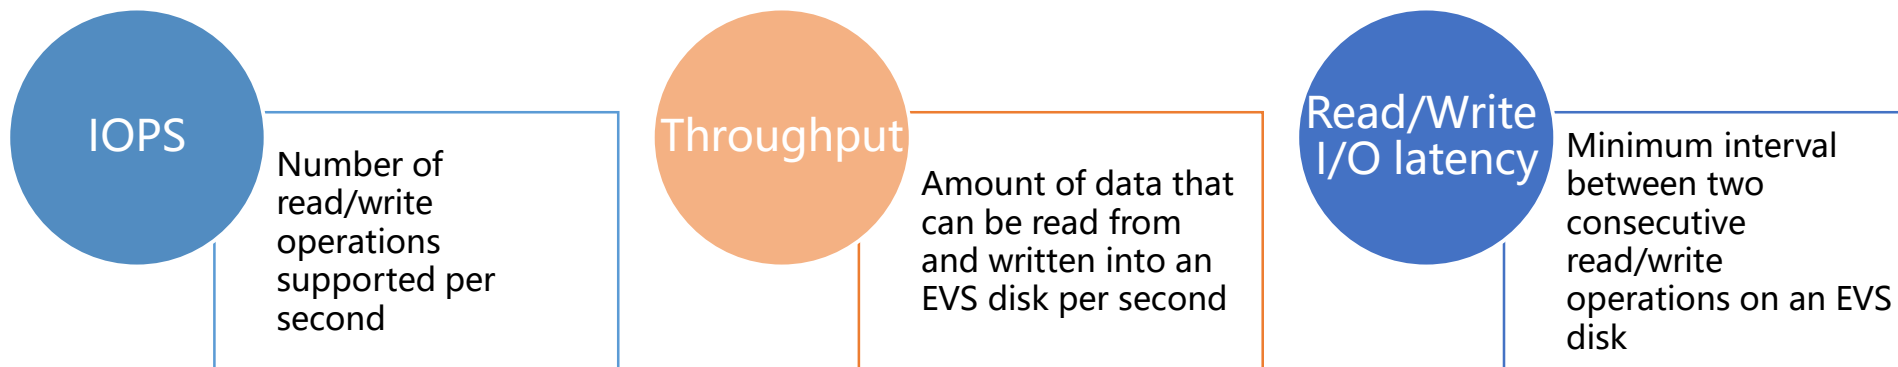 IOPS
Number of
read/write
operations
supported per
second
Throughput
Amount of data that
can be read from
and written into an
EVS disk per second
Read/Write
I/O latency
Minimum interval
between two
consecutive
read/write
operations on an EVS
disk